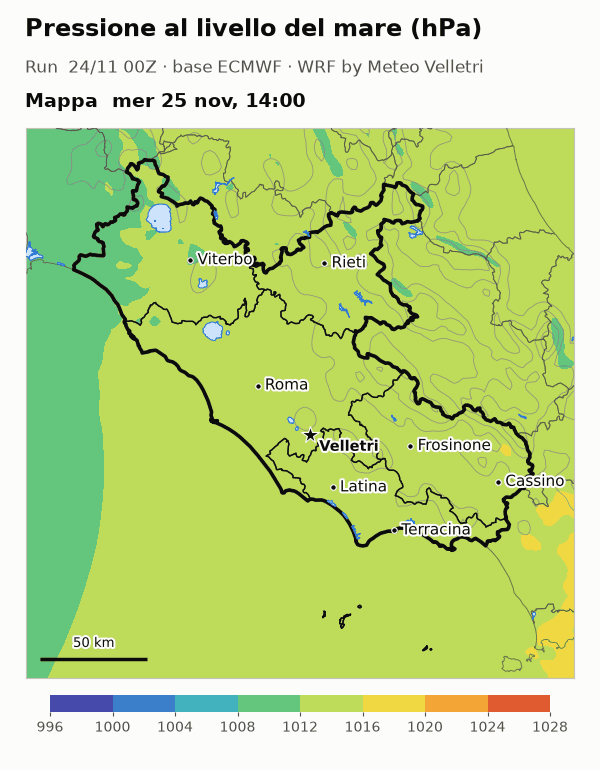 Pressione al livello del mare (hPa)
Run  24/11 00Z · base ECMWF · WRF by Meteo Velletri
Mappa  mer 25 nov, 14:00
Viterbo
Rieti
Roma
Velletri
Frosinone
Latina
Cassino
Terracina
50 km
996 1000 1004 1008 1012 1016 1020 1024 1028